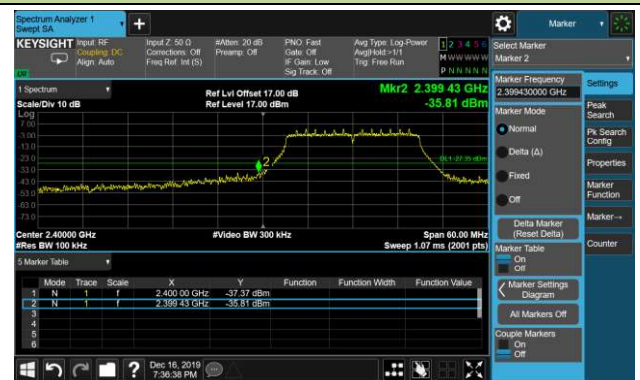 Spectrum Analyzer 1
Swept SA
+
Marker
KEYSIGHT Input: RF
Coupling: DC
Align: Auto
Input Z: 50 Ω
Corrections: Off
Freq Ref: Int (S)
#Atten: 20 dB
Preamp: Off
PNO: Fast
Gate: Off
IF Gain: Low
Sig Track: Off
Avg Type: Log-Power
Avg|Hold:>1/1
Trig: Free Run
1 2 3 4 5 6
M W W W W W
P N N N N N
Select Marker
Marker 2
1 Spectrum
Scale/Div 10 dB
Log
Ref Lvl Offset 17.00 dB
Ref Level 17.00 dBm
Mkr2 2.399 43 GHz
-35.81 dBm
7.00
-3.00
-13.0
-23.0
-33.0
-43.0
-53.0
-63.0
-73.0
2
DL1 -27.35 dBm
Center 2.40000 GHz
#Res BW 100 kHz
#Video BW 300 kHz
Span 60.00 MHz
Sweep 1.07 ms (2001 pts)
5 Marker Table
Mode Trace Scale X Y Function Function Width Function Value
1 N 1 f 2.400 00 GHz -37.37 dBm
2 N 1 f 2.399 43 GHz -35.81 dBm
3
4
5
6
Marker Frequency
2.399430000 GHz
Marker Mode
Normal
Delta (Δ)
Fixed
Off
Delta Marker
(Reset Delta)
Marker Table
On
Off
Marker Settings
Diagram
All Markers Off
Couple Markers
On
Off
Settings
Peak
Search
Pk Search
Config
Properties
Marker
Function
Marker→
Counter
?
Dec 16, 2019
7:36:38 PM